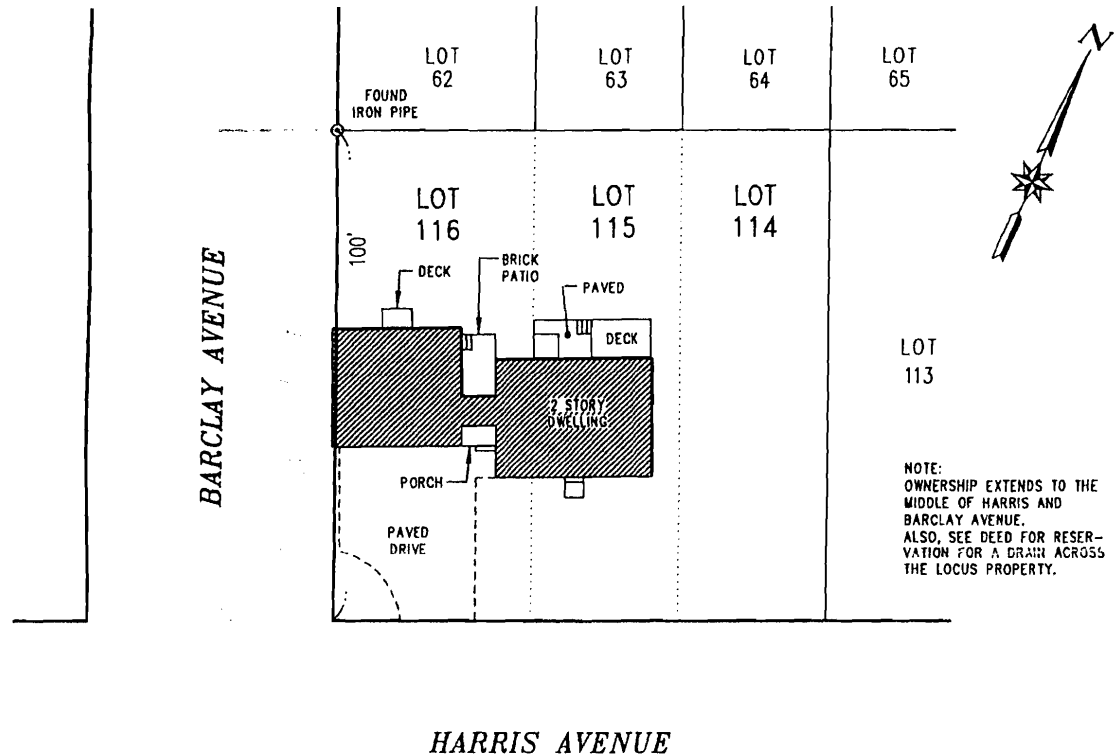 LOT
62
LOT
63
LOT
64
LOT
65
N
FOUND
IRON PIPE
LOT
116
LOT
115
LOT
114
100'
DECK
BRICK
PATIO
PAVED
DECK
BARCLAY AVENUE
LOT
113
2 STORY
DWELLING
PORCH
PAVED
DRIVE
NOTE:
OWNERSHIP EXTENDS TO THE
MIDDLE OF HARRIS AND
BARCLAY AVENUE.
ALSO, SEE DEED FOR RESER-
VATION FOR A DRAIN ACROSS
THE LOCUS PROPERTY.
HARRIS AVENUE